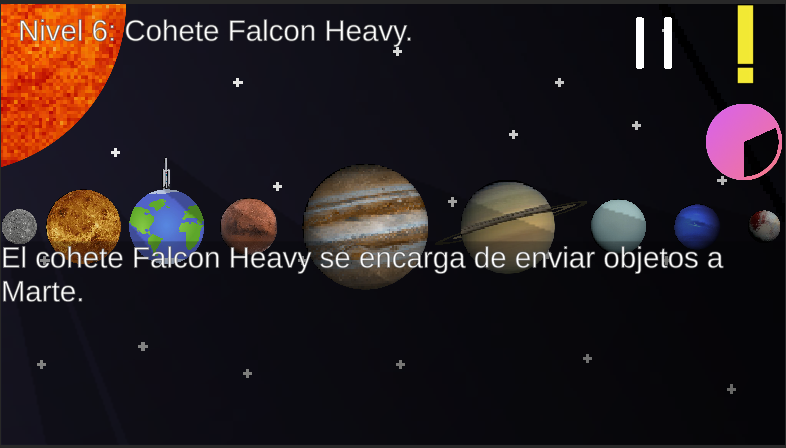 Nivel 6: Cohete Falcon Heavy.
El cohete Falcon Heavy se encarga de enviar objetos a
Marte.